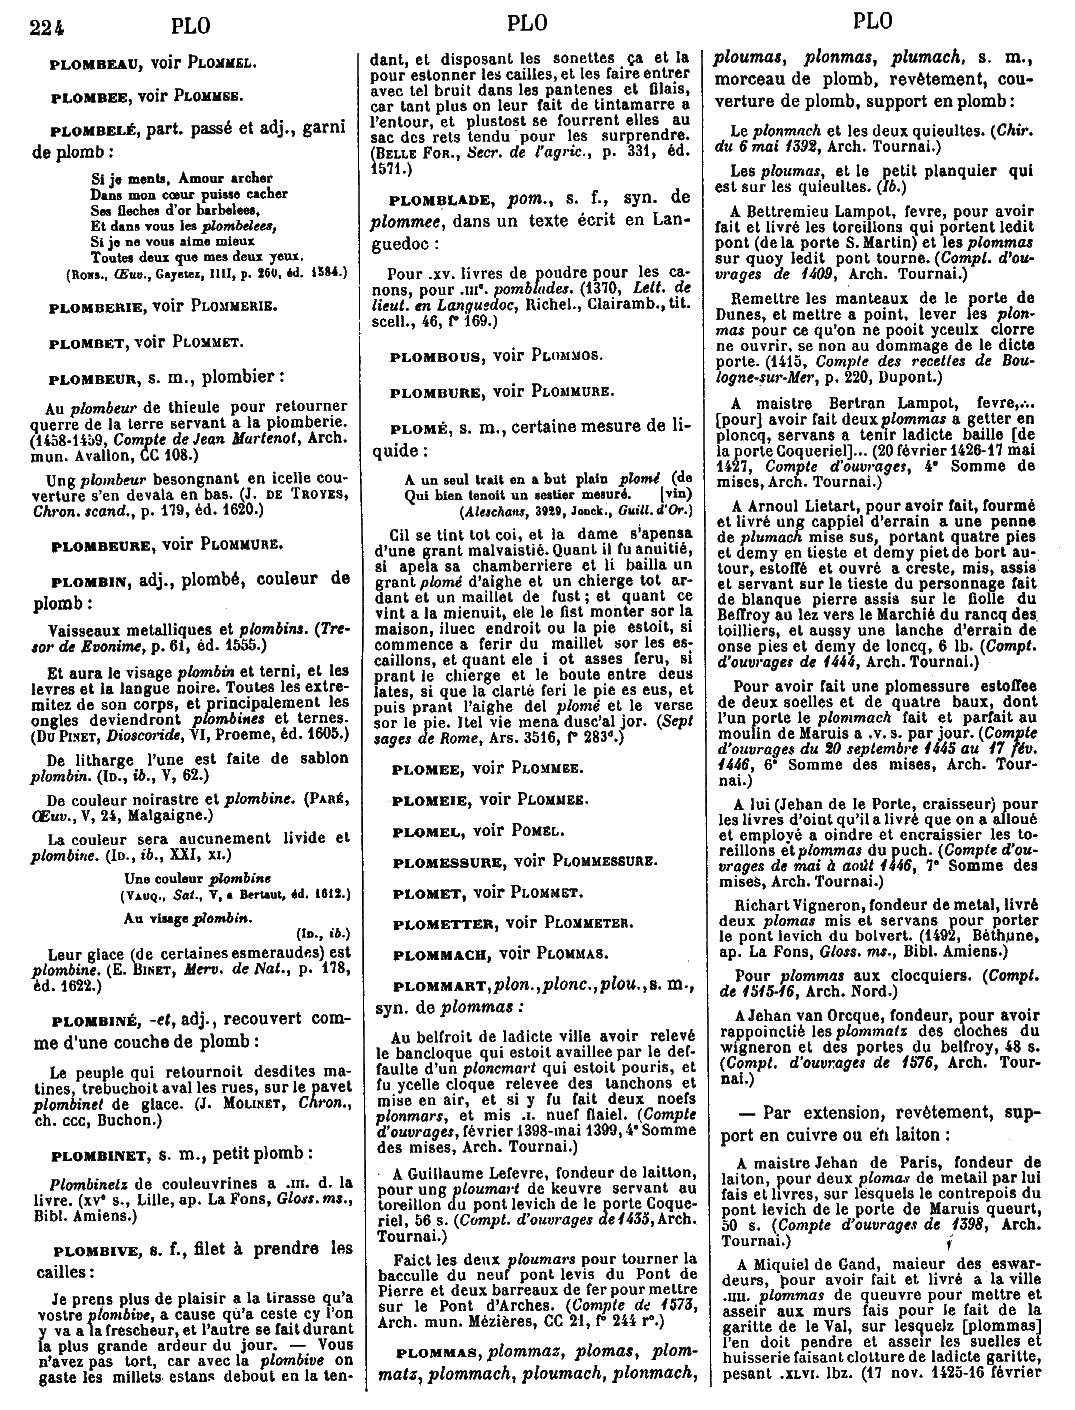 224 PLO PLO PLO
PLOMBEAU, voir PLOMMEL.
PLOMBEE, voir PLOMMEE.
PLOMBELÉ, part. passé et adj., garni
de plomb :
Si je ments, Amour archer
Dans mon cœur puisse cacher
Ses fleches d'or barbelees,
Et dans vous les plombelees,
Si je ne vous aime mieux
Toutes deux que mes deux yeux.
(RONS., Œuv., Gayetez, IIII, p. 260, éd. 1584.)
PLOMBERIE, voir PLOMMERIE.
PLOMBET, voir PLOMMET.
PLOMBEUR, s. m., plombier :
Au plombeur de thieule pour retourner
querre de la terre servant a la plomberie.
(1458-1459, Compte de Jean Martenot, Arch.
mun. Avallon, CC 108.)
Ung plombeur besongnant en icelle cou-
verture s'en devala en bas. (J. DE TROYES,
Chron. scand., p. 179, éd. 1620.)
PLOMBEURE, voir PLOMMURE.
PLOMBIN, adj., plombé, couleur de
plomb :
Vaisseaux metalliques et plombins. (Tre-
sor de Evonime, p. 61, éd. 1555.)
Et aura le visage plombin et terni, et les
levres et la langue noire. Toutes les extre-
mitez de son corps, et principalement les
ongles deviendront plombines et ternes.
(DU PINET, Dioscoride, VI, Proeme, éd. 1605.)
De litharge l'une est faite de sablon
plombin. (ID., ib., V, 62.)
De couleur noirastre et plombine. (PARÉ,
Œuv., V, 24, Malgaigne.)
La couleur sera aucunement livide et
plombine. (ID., ib., XXI, XI.)
Une couleur plombine
(VAUQ., Sat., V, a Bertaut, éd. 1612.)
Au visage plombin.
(ID., ib.)
Leur glace (de certaines esmeraudes) est
plombine. (E. BINET, Merv. de Nat., p. 178,
éd. 1622.)
PLOMBINÉ, -et, adj., recouvert com-
me d'une couche de plomb :
Le peuple qui retournoit desdites ma-
tines, trebuchoit aval les rues, sur le pavet
plombinet de glace. (J. MOLINET, Chron.,
ch. CCC, Buchon.)
PLOMBINET, s. m., petit plomb :
Plombinetz de couleuvrines a .III. d. la
livre. (XVe s., Lille, ap. La Fons, Gloss. ms.,
Bibl. Amiens.)
PLOMBIVE, s. f., filet à prendre les
cailles :
Je prens plus de plaisir a la tirasse qu'a
vostre plombive, a cause qu'a ceste cy l'on
y va a la frescheur, et l'autre se fait durant
la plus grande ardeur du jour. — Vous
n'avez pas tort, car avec la plombive on
gaste les millets estans debout en la ten-
dant, et disposant les sonettes ça et la
pour estonner les cailles, et les faire entrer
avec tel bruit dans les pantenes et filais,
car tant plus on leur fait de tintamarre a
l'entour, et plustost se fourrent elles au
sac des rets tendu pour les surprendre.
(BELLE FOR., Secr. de l'agric., p. 331, éd.
1571.)
PLOMBLADE, pom., s. f., syn. de
plommee, dans un texte écrit en Lan-
guedoc :
Pour .XV. livres de poudre pour les ca-
nons, pour .IIIe. pomblades. (1370, Lett. de
lieut. en Languedoc, Richel., Clairamb., tit.
scell., 46, fº 169.)
PLOMBOUS, voir PLOMMOS.
PLOMBURE, voir PLOMMURE.
PLOMÉ, s. m., certaine mesure de li-
quide :
A un seul trait en a but plain plomé (de
Qui bien tenoit un sestier mesuré. [vin)
(Aleschans, 3929, Jonck., Guill. d'Or.)
Cil se tint tot coi, et la dame s'apensa
d'une grant malvaistié. Quant il fu anuitié,
si apela sa chamberriere et li bailla un
grant plomé d'aighe et un chierge tot ar-
dant et un maillet de fust ; et quant ce
vint a la mienuit, ele le fist monter sor la
maison, iluec endroit ou la pie estoit, si
commence a ferir du maillet sor les es-
caillons, et quant ele i ot asses feru, si
prant le chierge et le boute entre deus
lates, si que la clarté feri le pie es eus, et
puis prant l'aighe del plomé et le verse
sor le pie. Itel vie mena dusc'al jor. (Sept
sages de Rome, Ars. 3516, fº 283d.)
PLOMEE, voir PLOMMEE.
PLOMEIE, voir PLOMMEE.
PLOMEL, voir POMEL.
PLOMESSURE, voir PLOMMESSURE.
PLOMET, voir PLOMMET.
PLOMETTER, voir PLOMMETER.
PLOMMACH, voir PLOMMAS.
PLOMMART, plon., plonc., plou., s. m.,
syn. de plommas :
Au belfroit de ladicte ville avoir relevé
le bancloque qui estoit availlee par le def-
faulte d'un ploncmart qui estoit pouris, et
fu ycelle cloque relevee des tanchons et
mise en air, et si y fu fait deux noefs
plonmars, et mis .I. nuef flaiel. (Compte
d'ouvrages, février 1398-mai 1399, 4e Somme
des mises, Arch. Tournai.)
A Guillaume Lefevre, fondeur de laitton,
pour ung ploumart de keuvre servant au
toreillon du pont levich de le porte Coque-
riel, 56 s. (Compt. d'ouvrages de 1435, Arch.
Tournai.)
Faict les deux ploumars pour tourner la
bacculle du neuf pont levis du Pont de
Pierre et deux barreaux de fer pour mettre
sur le Pont d'Arches. (Compte de 1573,
Arch. mun. Mézières, CC 21, fº 244 rº.)
PLOMMAS, plommaz, plomas, plom-
matz, plommach, ploumach, plonmach,
ploumas, plonmas, plumach, s. m.,
morceau de plomb, revêtement, cou-
verture de plomb, support en plomb :
Le plonmach et les deux quieultes. (Chir.
du 6 mai 1392, Arch. Tournai.)
Les ploumas, et le petit planquier qui
est sur les quieultes. (Ib.)
A Bettremieu Lampot, fevre, pour avoir
fait et livré les toreillons qui portent ledit
pont (de la porte S. Martin) et les plommas
sur quoy ledit pont tourne. (Compl. d'ou-
vrages de 1409, Arch. Tournai.)
Remettre les manteaux de le porte de
Dunes, et mettre a point, lever les plon-
mas pour ce qu'on ne pooit yceulx clorre
ne ouvrir, se non au dommage de le dicte
porte. (1415, Compte des recettes de Bou-
logne-sur-Mer, p. 220, Dupont.)
A maistre Bertran Lampot, fevre,...
[pour] avoir fait deux plommas a getter en
ploncq, servans a tenir ladicte baille [de
la porte Coqueriel]... (20 février 1426-17 mai
1427, Compte d'ouvrages, 4e Somme de
mises, Arch. Tournai.)
A Arnoul Lietart, pour avoir fait, fourmé
et livré ung cappiel d'errain a une penne
de plumach mise sus, portant quatre pies
et demy en tieste et demy piet de bort au-
tour, estoffé et ouvré a creste, mis, assis
et servant sur le tieste du personnage fait
de blanque pierre assis sur le fiolle du
Beffroy au lez vers le Marchié du rancq des
toilliers, et aussy une lanche d'errain de
onse pies et demy de loncq, 6 lb. (Compt.
d'ouvrages de 1444, Arch. Tournai.)
Pour avoir fait une plomessure estoffee
de deux soelles et de quatre baux, dont
l'un porte le plommach fait et parfait au
moulin de Maruis a .v. s. par jour. (Compte
d'ouvrages du 20 septembre 1445 au 17 fév.
1446, 6e Somme des mises, Arch. Tour-
nai.)
A lui (Jehan de le Porte, craisseur) pour
les livres d'oint qu'il a livré que on a alloué
et employé a oindre et encraissier les to-
reillons et plommas du puch. (Compte d'ou-
vrages de mai à août 1446, 7e Somme des
mises, Arch. Tournai.)
Richart Vigneron, fondeur de metal, livré
deux plomas mis et servans pour porter
le pont levich du bolvert. (1492, Béthune,
ap. La Fons, Gloss. ms., Bibl. Amiens.)
Pour plommas aux clocquiers. (Compt.
de 1515-16, Arch. Nord.)
A Jehan van Orcque, fondeur, pour avoir
rappoinctié les plommatz des cloches du
wigneron et des portes du belfroy, 48 s.
(Compt. d'ouvrages de 1576, Arch. Tour-
nai.)
— Par extension, revêtement, sup-
port en cuivre ou en laiton :
A maistre Jehan de Paris, fondeur de
laiton, pour deux plomas de metail par lui
fais et livres, sur lesquels le contrepois du
pont levich de le porte de Maruis queurt,
50 s. (Compte d'ouvrages de 1398, Arch.
Tournai.)
A Miquiel de Gand, maieur des eswar-
deurs, pour avoir fait et livré a la ville
.IIII. plommas de queuvre pour mettre et
asseir aux murs fais pour le fait de la
garitte de le Val, sur lesquelz [plommas]
l'en doit pendre et asseir les suelles et
huisserie faisant clotture de ladicte garitte,
pesant .XLVI. lbz. (17 nov. 1425-16 février